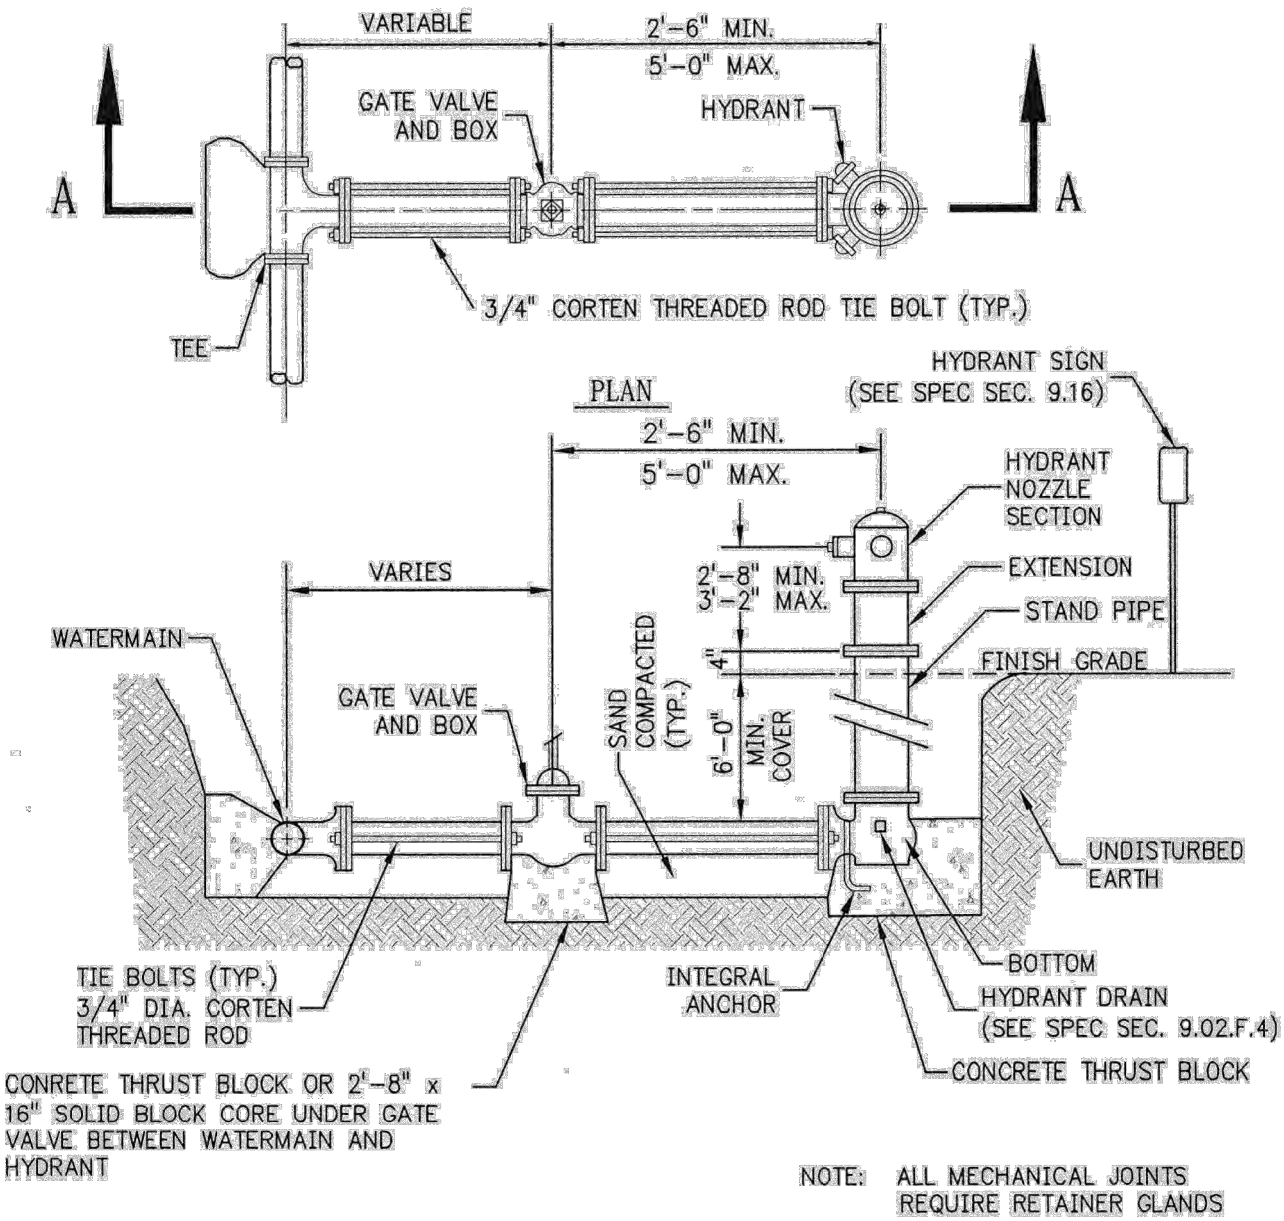 VARIABLE
2'-6" MIN.
5'-0" MAX.
GATE VALVE
AND BOX
HYDRANT
A
A
3/4" CORTEN THREADED ROD TIE BOLT (TYP.)
TEE
PLAN
HYDRANT SIGN
(SEE SPEC SEC. 9.16)
2'-6" MIN.
5'-0" MAX.
HYDRANT
NOZZLE
SECTION
VARIES
2'-8" MIN.
3'-2" MAX.
EXTENSION
STAND PIPE
WATERMAIN
4"
FINISH GRADE
GATE VALVE
AND BOX
SAND
COMPACTED
(TYP.)
6'-0"
MIN.
COVER
UNDISTURBED
EARTH
TIE BOLTS (TYP.)
3/4" DIA. CORTEN
THREADED ROD
INTEGRAL
ANCHOR
BOTTOM
HYDRANT DRAIN
(SEE SPEC SEC. 9.02.F.4)
CONCRETE THRUST BLOCK
CONRETE THRUST BLOCK OR 2'-8" x
16" SOLID BLOCK CORE UNDER GATE
VALVE BETWEEN WATERMAIN AND
HYDRANT
NOTE: ALL MECHANICAL JOINTS
REQUIRE RETAINER GLANDS